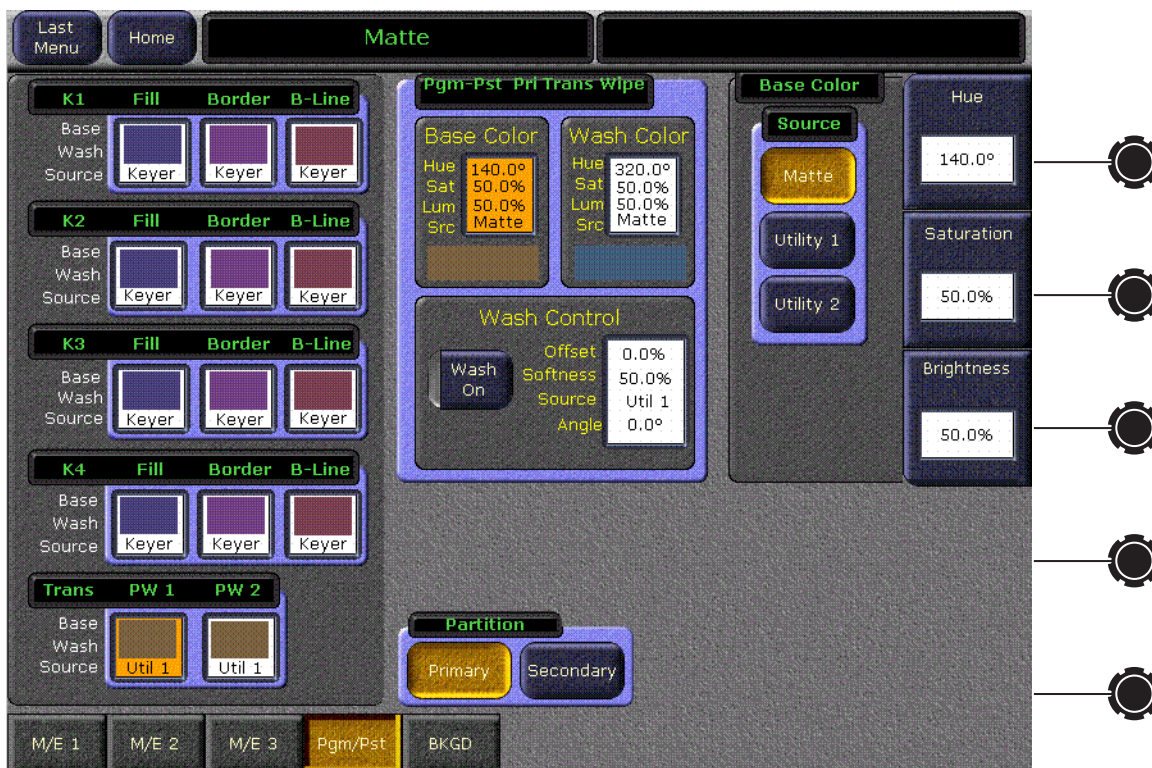 Last Menu
Home
Matte
K1 Fill Border B-Line
Base
Wash
Source
Keyer Keyer Keyer
K2 Fill Border B-Line
Base
Wash
Source
Keyer Keyer Keyer
K3 Fill Border B-Line
Base
Wash
Source
Keyer Keyer Keyer
K4 Fill Border B-Line
Base
Wash
Source
Keyer Keyer Keyer
Trans PW 1 PW 2
Base
Wash
Source
Util 1 Util 1
Pgm-Pst Pri Trans Wipe
Base Color
Hue 140.0°
Sat 50.0%
Lum 50.0%
Src Matte
Wash Color
Hue 320.0°
Sat 50.0%
Lum 50.0%
Src Matte
Wash Control
Wash On
Offset 0.0%
Softness 50.0%
Source Util 1
Angle 0.0°
Partition
Primary Secondary
Base Color
Source
Matte
Utility 1
Utility 2
Hue
140.0°
Saturation
50.0%
Brightness
50.0%
M/E 1 M/E 2 M/E 3 Pgm/Pst BKGD